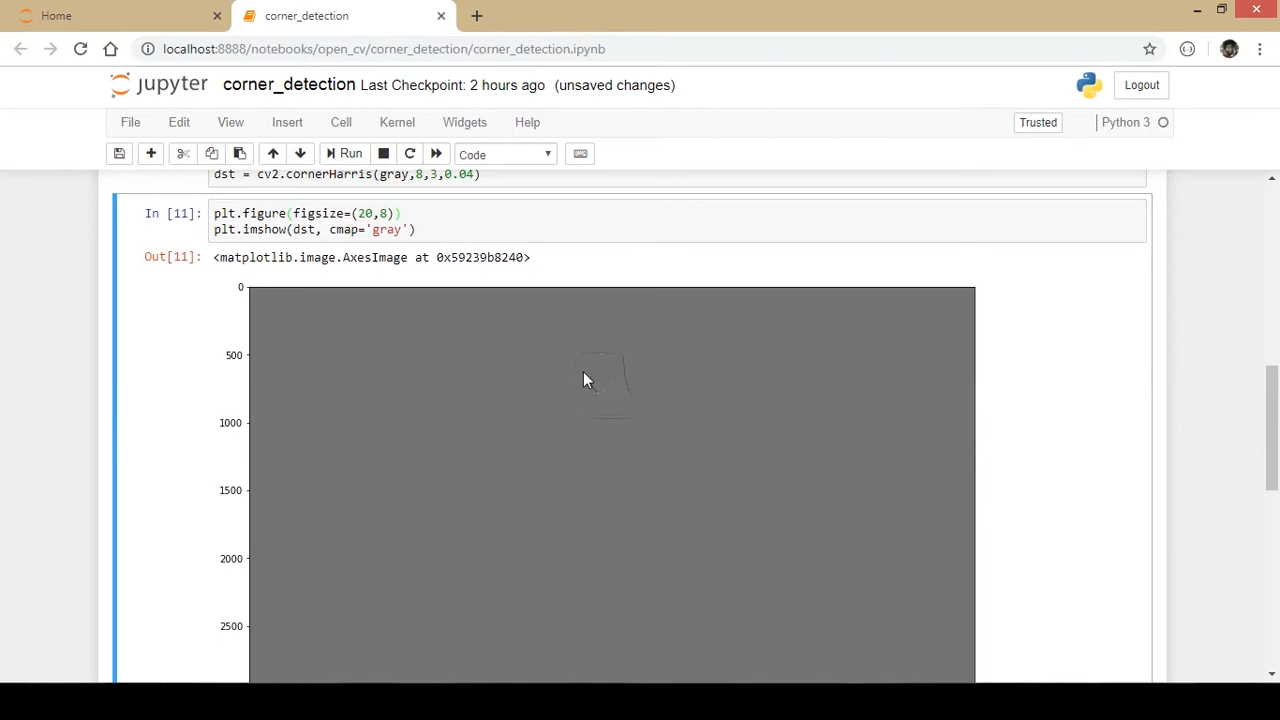 Home
corner_detection
localhost:8888/notebooks/open_cv/corner_detection/corner_detection.ipynb
jupyter corner_detection Last Checkpoint: 2 hours ago (unsaved changes)
Logout
File Edit View Insert Cell Kernel Widgets Help
Trusted
Python 3
Run
Code
dst = cv2.cornerHarris(gray,8,3,0.04)
In [11]: plt.figure(figsize=(20,8))
plt.imshow(dst, cmap='gray')
Out[11]: <matplotlib.image.AxesImage at 0x59239b8240>
0
500
1000
1500
2000
2500